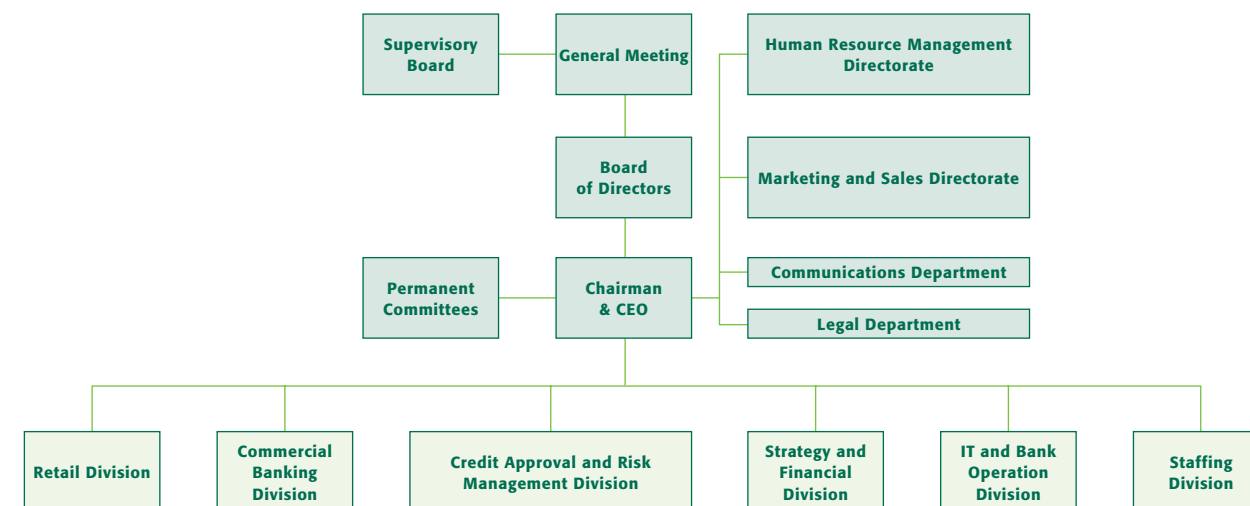 Supervisory
Board
General Meeting
Human Resource Management
Directorate
Board
of Directors
Marketing and Sales Directorate
Permanent
Committees
Chairman
& CEO
Communications Department
Legal Department
Retail Division
Commercial
Banking
Division
Credit Approval and Risk
Management Division
Strategy and
Financial
Division
IT and Bank
Operation
Division
Staffing
Division